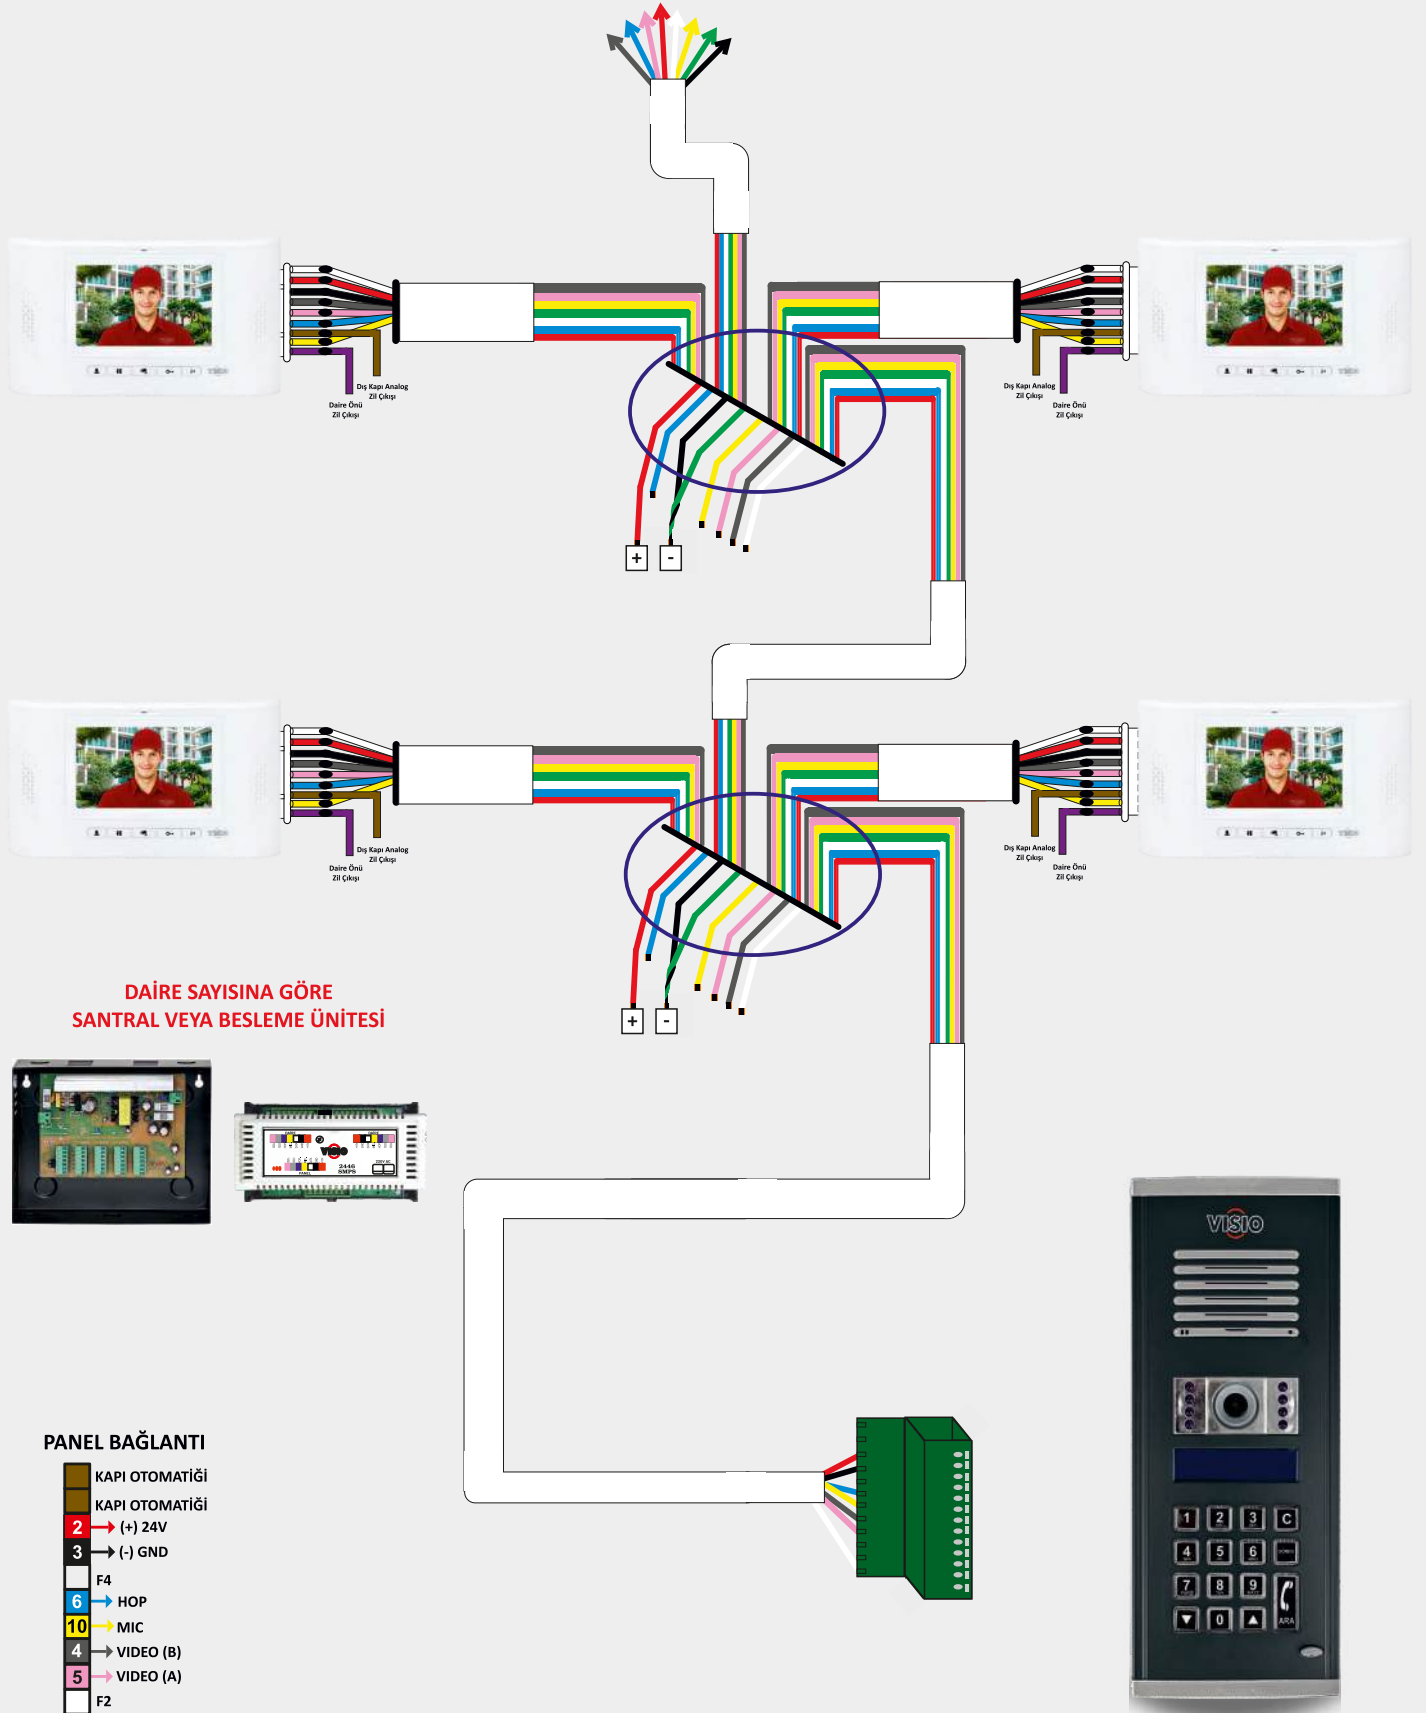 Dış Kapı Analog
Zil Çıkışı
Daire Önü
Zil Çıkışı
Dış Kapı Analog
Zil Çıkışı
Daire Önü
Zil Çıkışı
+ -
Dış Kapı Analog
Zil Çıkışı
Daire Önü
Zil Çıkışı
Dış Kapı Analog
Zil Çıkışı
Daire Önü
Zil Çıkışı
+ -
DAİRE SAYISINA GÖRE
SANTRAL VEYA BESLEME ÜNİTESİ
VISIO
2446
SMPS
220V AC
PANEL
VISIO
1 2 3 C
4 5 6
7 8 9
0
ARA
PANEL BAĞLANTI
KAPI OTOMATİĞİ
KAPI OTOMATİĞİ
2 (+) 24V
3 (-) GND
F4
6 HOP
10 MIC
4 VIDEO (B)
5 VIDEO (A)
F2